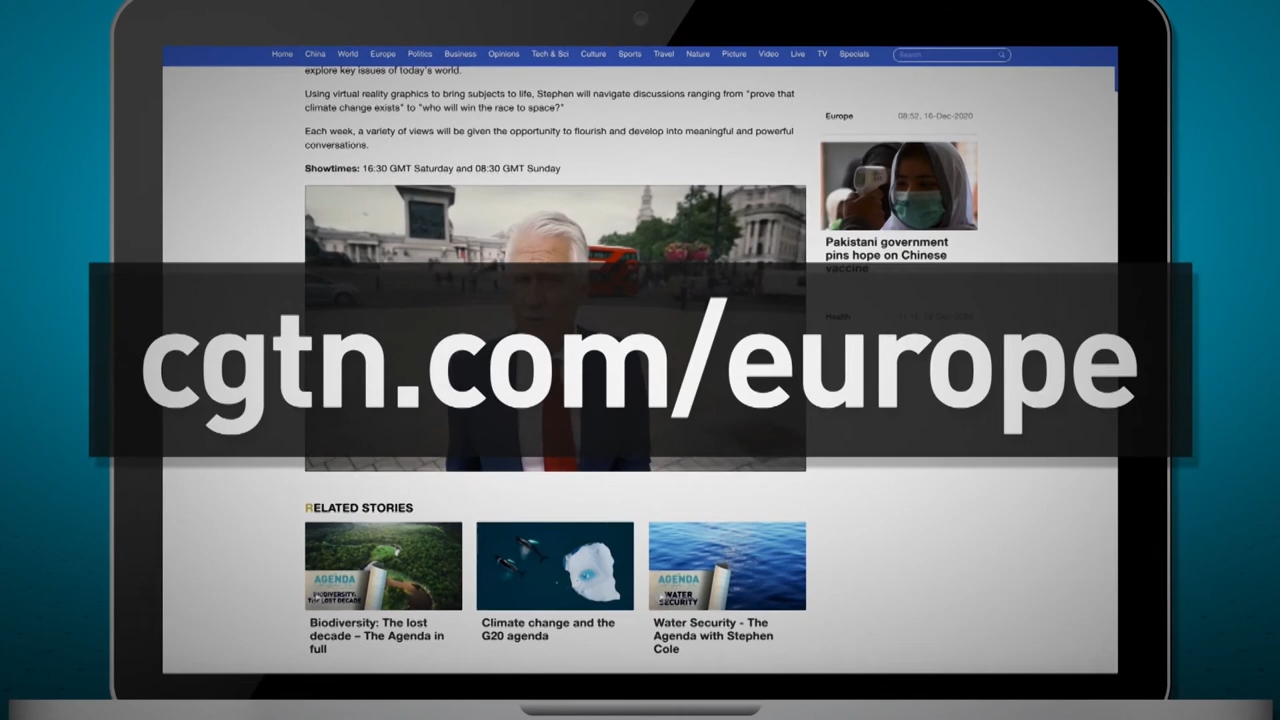 Home China World Europe Politics Business Opinions Tech & Sci Culture Sports Travel Nature Picture Video Live TV Specials Search
explore key issues of today's world.
Using virtual reality graphics to bring subjects to life, Stephen will navigate discussions ranging from "prove that
climate change exists" to "who will win the race to space?"
Each week, a variety of views will be given the opportunity to flourish and develop into meaningful and powerful
conversations.
Showtimes: 16:30 GMT Saturday and 08:30 GMT Sunday
Europe 08:52, 16-Dec-2020
Pakistani government
pins hope on Chinese
vaccine
Health
cgtn.com/europe
RELATED STORIES
AGENDA
BIODIVERSITY:
THE LOST DECADE
Biodiversity: The lost
decade – The Agenda in
full
Climate change and the
G20 agenda
AGENDA
WATER
SECURITY
Water Security - The
Agenda with Stephen
Cole